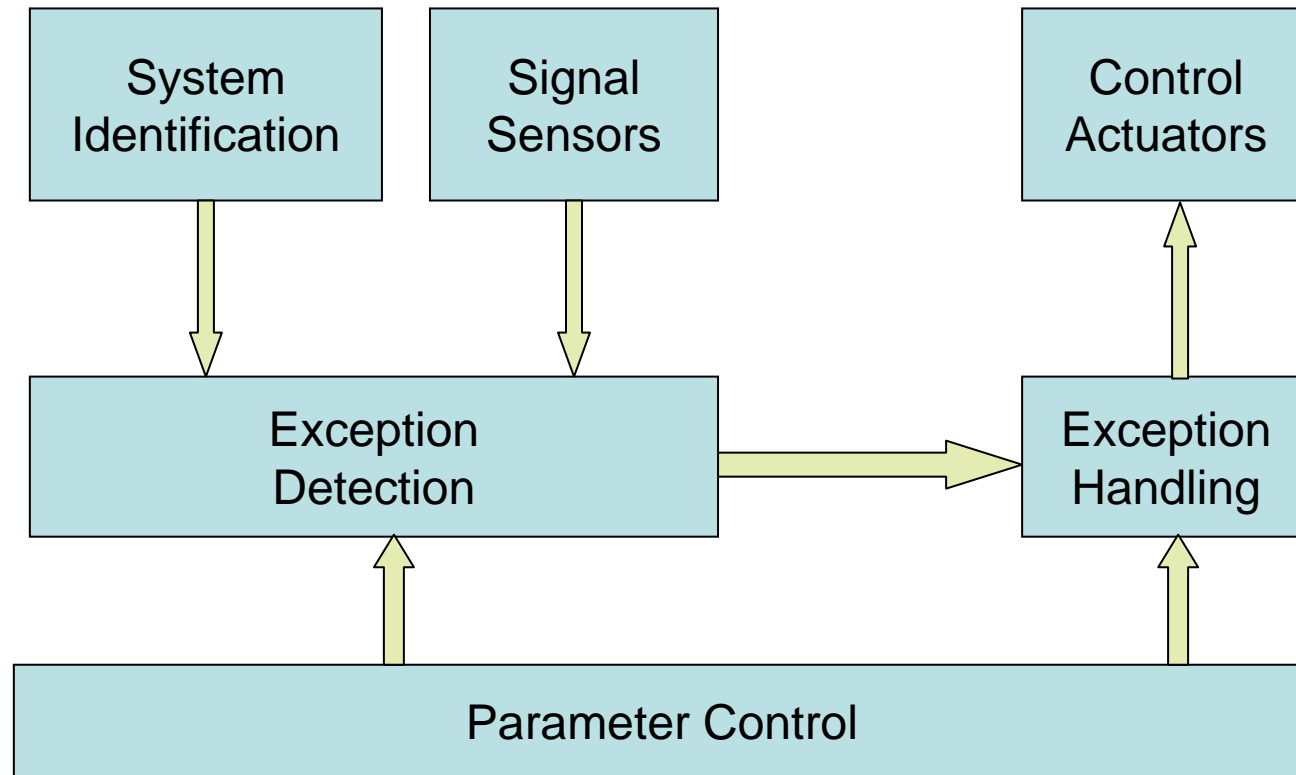 System
Identification
Signal
Sensors
Control
Actuators
Exception
Detection
Exception
Handling
Parameter Control